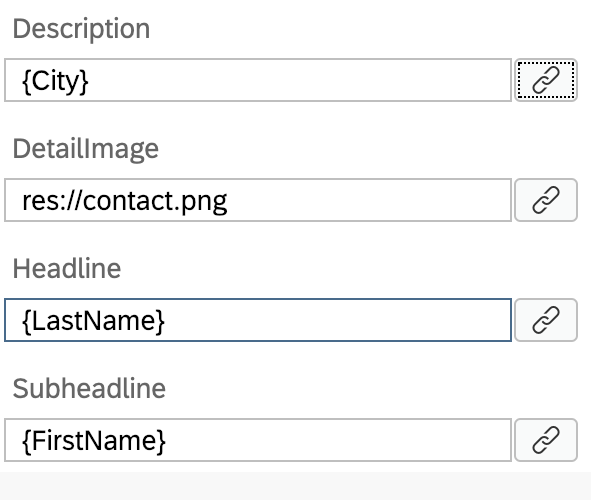 Description
{City}
DetailImage
res://contact.png
Headline
{LastName}
Subheadline
{FirstName}